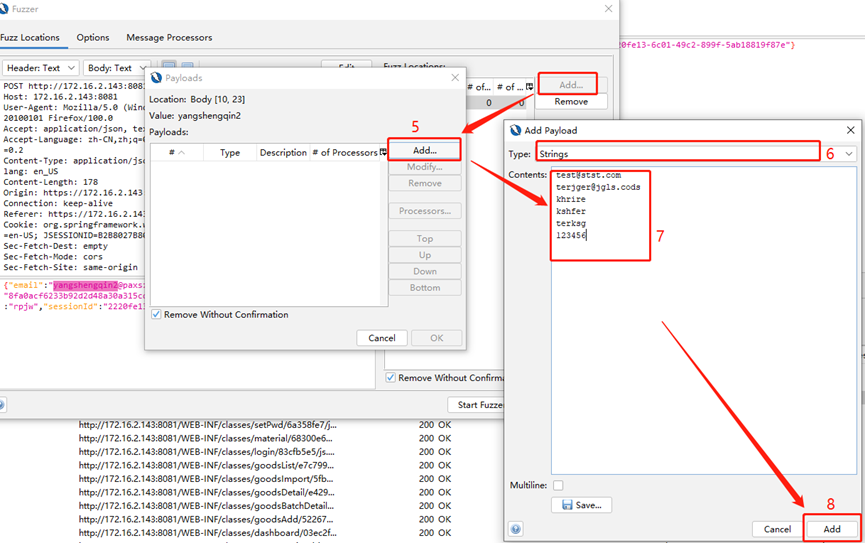 Fuzzer
Fuzz Locations Options Message Processors
Header: Text Body: Text Edit Fuzz Locations:
20fe13-6c01-49c2-899f-5ab18819f87e"}
POST http://172.16.2.143:8081
Host: 172.16.2.143:8081
User-Agent: Mozilla/5.0 (Wind
20100101 Firefox/100.0
Accept: application/json, tex
Accept-Language: zh-CN,zh;q=0
=0.2
Content-Type: application/jso
lang: en_US
Content-Length: 178
Origin: https://172.16.2.143
Connection: keep-alive
Referer: https://172.16.2.143
Cookie: org.springframework.w
=en-US; JSESSIONID=B2B8027B80
Sec-Fetch-Dest: empty
Sec-Fetch-Mode: cors
Sec-Fetch-Site: same-origin
{"email":"yangshengqin2@paxsz
"8fa0acf6233b92d2d48a30a315cd
:"rpjw","sessionId":"2220fe13
# of... # of ...
0 0
Add...
Remove
Remove Without Confirma
Start Fuzzer
Payloads
Location: Body [10, 23]
Value: yangshengqin2
Payloads:
5
# Type Description # of Processors
Add...
Modify...
Remove
Processors...
Top
Up
Down
Bottom
Remove Without Confirmation
Cancel OK
Add Payload
Type: Strings 6
Contents: test@stst.com
terjger@jgls.cods
khrire
kshfer
terksg
123456
7
Multiline:
Save...
8
Cancel Add
http://172.16.2.143:8081/WEB-INF/classes/setPwd/6a358fe7/j... 200 OK
http://172.16.2.143:8081/WEB-INF/classes/material/68300e6... 200 OK
http://172.16.2.143:8081/WEB-INF/classes/login/83cfb5e5/js.... 200 OK
http://172.16.2.143:8081/WEB-INF/classes/goodsList/e7c799... 200 OK
http://172.16.2.143:8081/WEB-INF/classes/goodsImport/5fb... 200 OK
http://172.16.2.143:8081/WEB-INF/classes/goodsDetail/e429... 200 OK
http://172.16.2.143:8081/WEB-INF/classes/goodsBatchDetail... 200 OK
http://172.16.2.143:8081/WEB-INF/classes/goodsAdd/52267... 200 OK
http://172.16.2.143:8081/WEB-INF/classes/dashboard/03ec2f... 200 OK